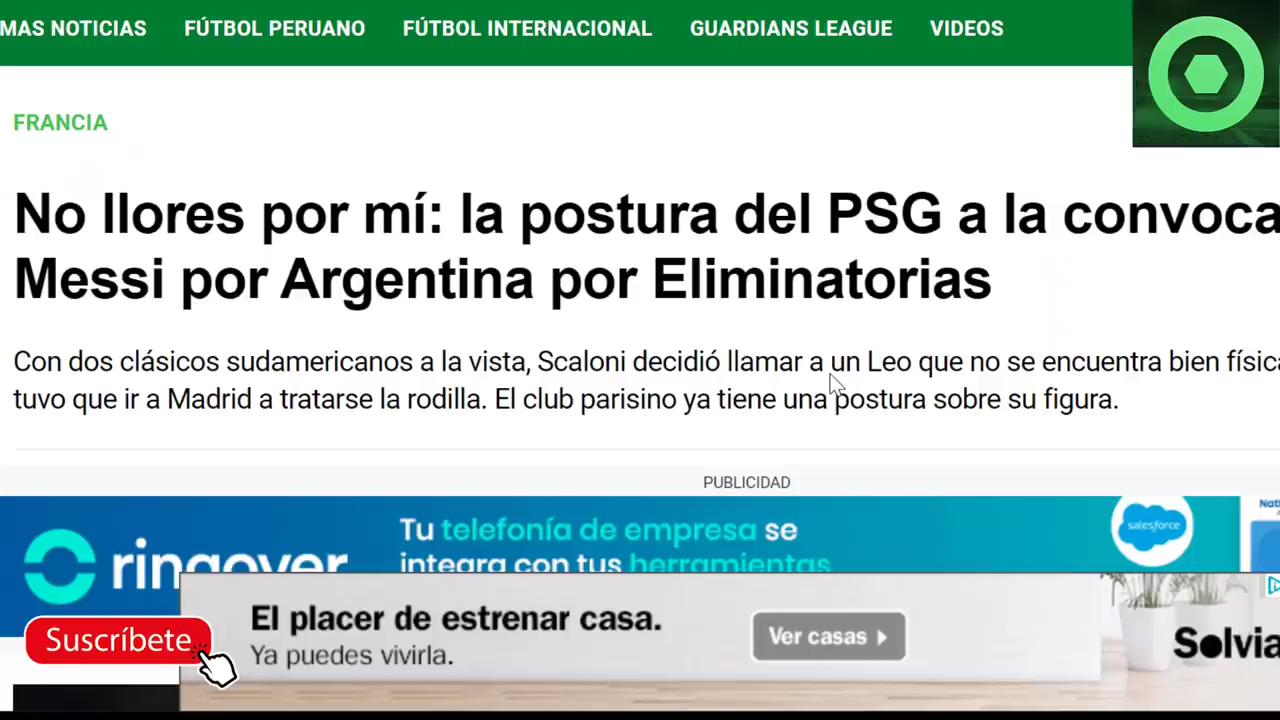 MAS NOTICIAS FÚTBOL PERUANO FÚTBOL INTERNACIONAL GUARDIANS LEAGUE VIDEOS
FRANCIA
No llores por mí: la postura del PSG a la convoca
Messi por Argentina por Eliminatorias
Con dos clásicos sudamericanos a la vista, Scaloni decidió llamar a un Leo que no se encuentra bien física
tuvo que ir a Madrid a tratarse la rodilla. El club parisino ya tiene una postura sobre su figura.
PUBLICIDAD
ringover
Tu telefonía de empresa se
integra con tus herramientas
salesforce
Nat
El placer de estrenar casa.
Ya puedes vivirla.
Ver casas
Solvia
Suscríbete